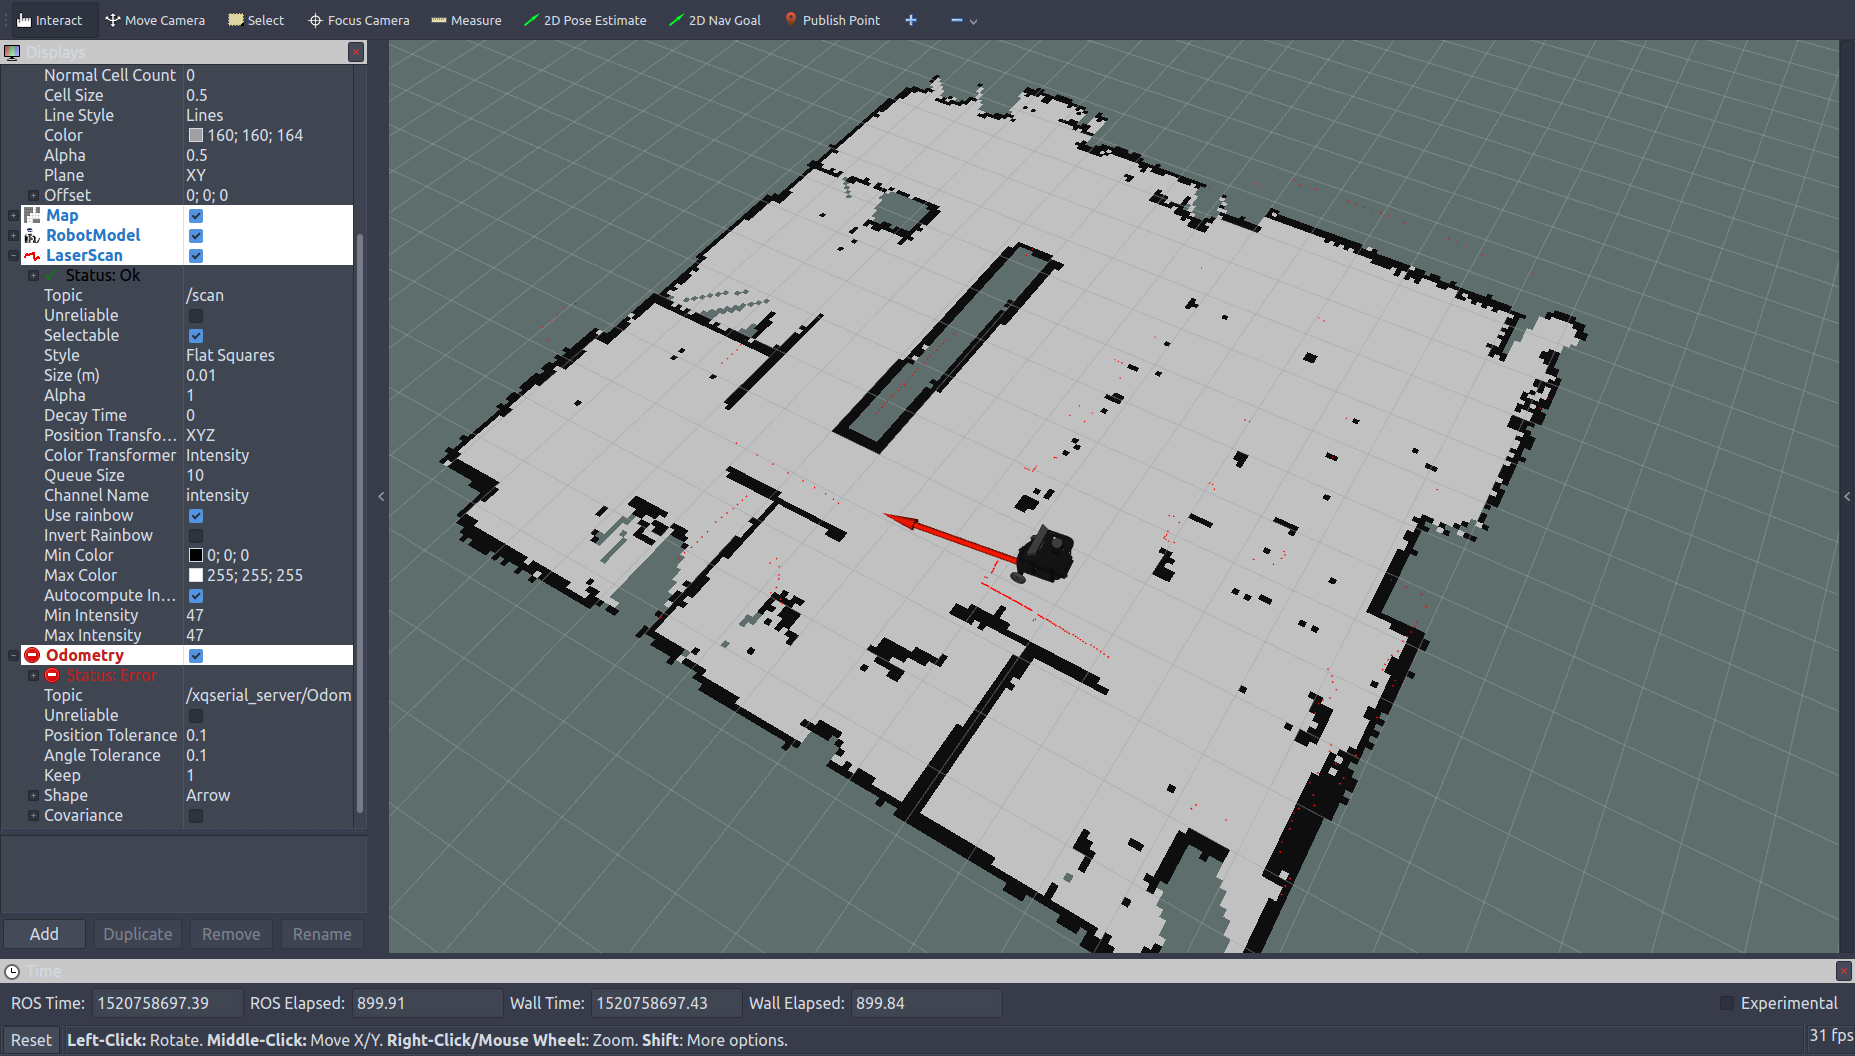 Interact Move Camera Select Focus Camera Measure 2D Pose Estimate 2D Nav Goal Publish Point
Displays
Normal Cell Count 0
Cell Size 0.5
Line Style Lines
Color 160; 160; 164
Alpha 0.5
Plane XY
Offset 0; 0; 0
Map
RobotModel
LaserScan
Status: Ok
Topic /scan
Unreliable
Selectable
Style Flat Squares
Size (m) 0.01
Alpha 1
Decay Time 0
Position Transfo... XYZ
Color Transformer Intensity
Queue Size 10
Channel Name intensity
Use rainbow
Invert Rainbow
Min Color 0; 0; 0
Max Color 255; 255; 255
Autocompute In...
Min Intensity 47
Max Intensity 47
Odometry
Status: Error
Topic /xqserial_server/Odom
Unreliable
Position Tolerance 0.1
Angle Tolerance 0.1
Keep 1
Shape Arrow
Covariance
Add Duplicate Remove Rename
Time
ROS Time: 1520758697.39 ROS Elapsed: 899.91 Wall Time: 1520758697.43 Wall Elapsed: 899.84 Experimental
Reset Left-Click: Rotate. Middle-Click: Move X/Y. Right-Click/Mouse Wheel:: Zoom. Shift: More options. 31 fps